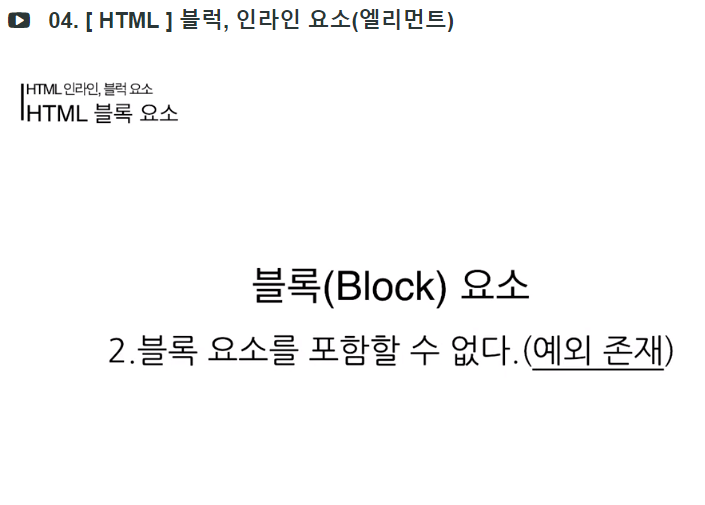 04. [ HTML ] 블럭, 인라인 요소(엘리먼트)
HTML 인라인, 블럭 요소
HTML 블록 요소
블록(Block) 요소
2.블록 요소를 포함할 수 없다.(예외 존재)